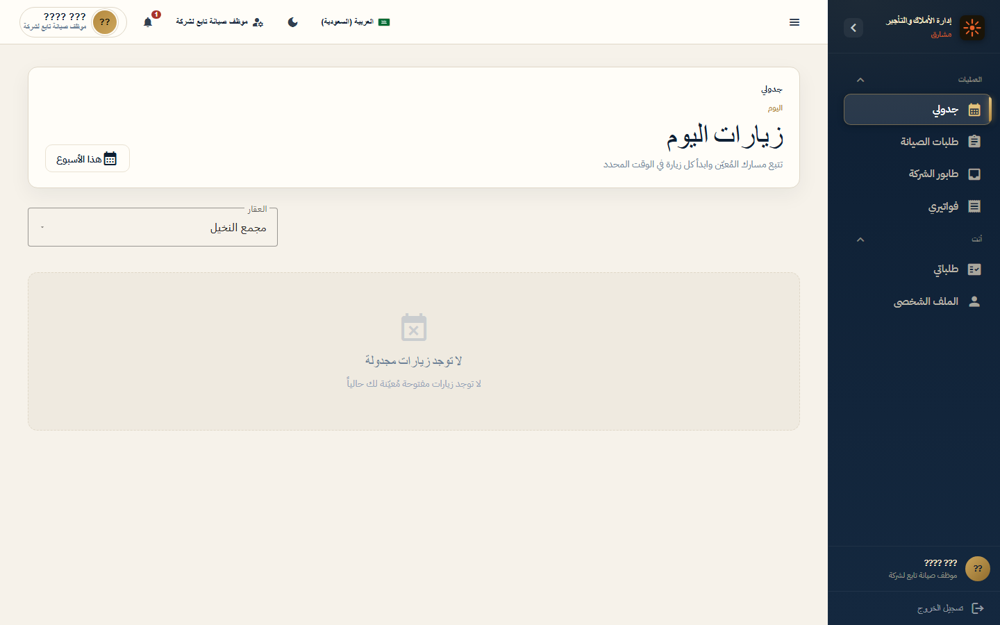 إدارة الأملاك والتأجير
مشارق
العمليات
جدولي
طلبات الصيانة
طابور الشركة
فواتيري
أنت
طلباتي
الملف الشخصي
??
??? ????
موظف صيانة تابع لشركة
تسجيل الخروج
العربية (السعودية)
موظف صيانة تابع لشركة
1
??
??? ????
موظف صيانة تابع لشركة
جدولي
اليوم
زيارات اليوم
تتبع مسارك المُعيّن وابدأ كل زيارة في الوقت المحدد
هذا الأسبوع
العقار
مجمع النخيل
لا توجد زيارات مجدولة
لا توجد زيارات مفتوحة مُعيّنة لك حالياً